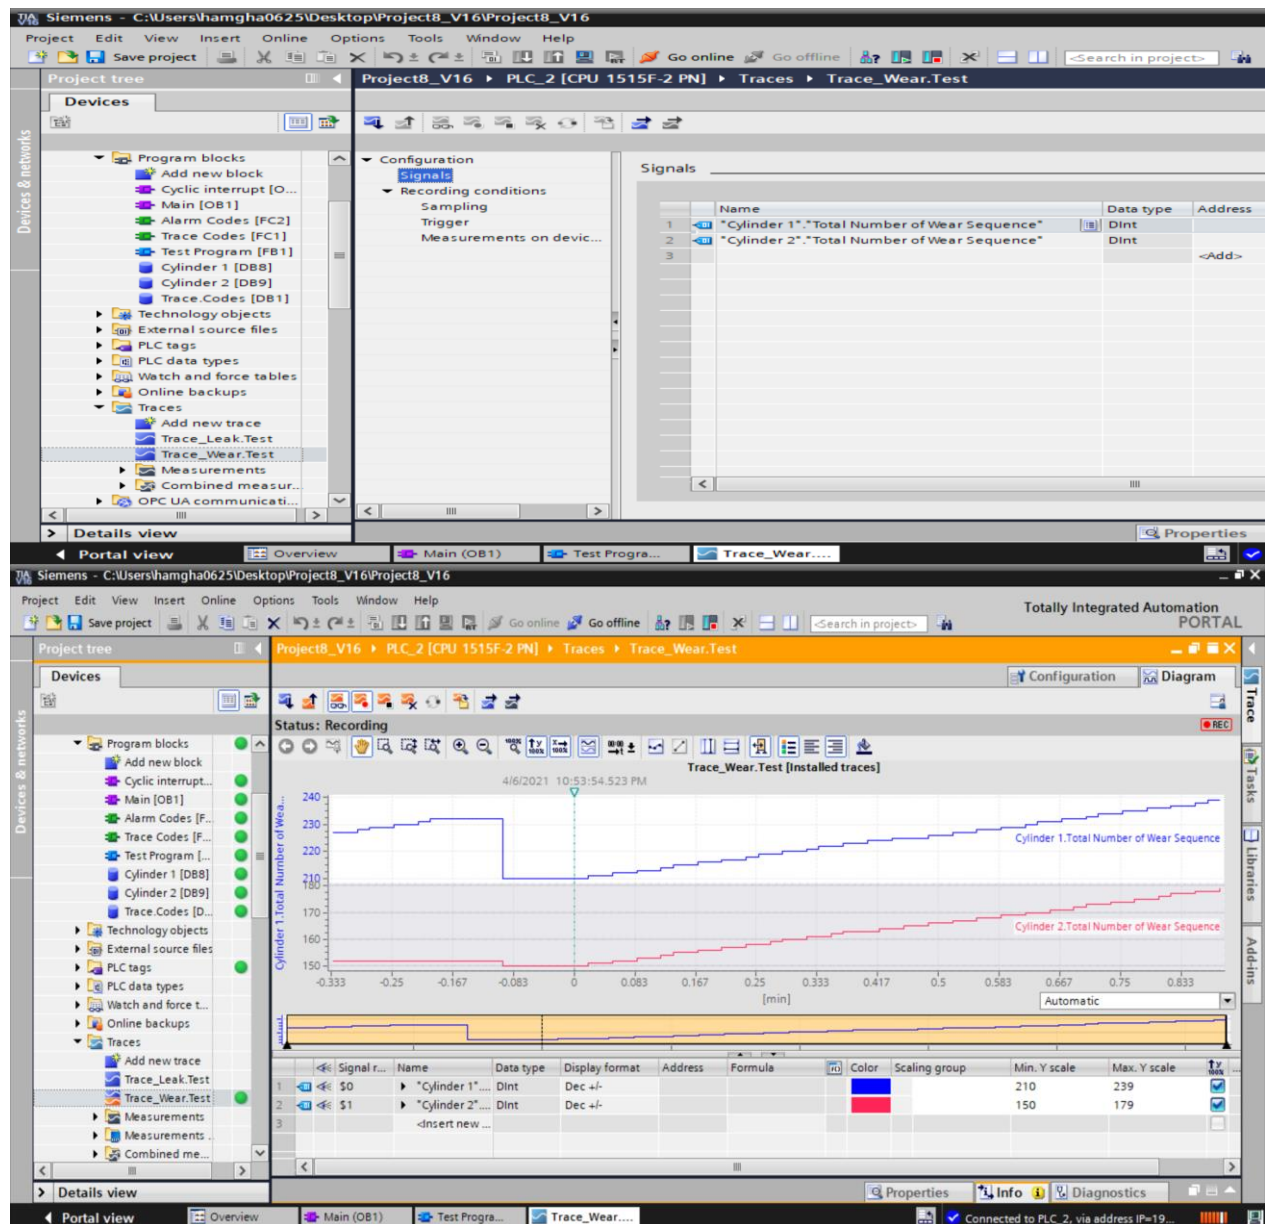 Siemens - C:\Users\hamgha0625\Desktop\Project8_V16\Project8_V16
Project Edit View Insert Online Options Tools Window Help
Save project Go online Go offline <Search in project>
Project tree
Project8_V16 ▸ PLC_2 [CPU 1515F-2 PN] ▸ Traces ▸ Trace_Wear.Test
Devices
Devices & networks
Program blocks
Add new block
Cyclic interrupt [O...
Main [OB1]
Alarm Codes [FC2]
Trace Codes [FC1]
Test Program [FB1]
Cylinder 1 [DB8]
Cylinder 2 [DB9]
Trace.Codes [DB1]
Technology objects
External source files
PLC tags
PLC data types
Watch and force tables
Online backups
Traces
Add new trace
Trace_Leak.Test
Trace_Wear.Test
Measurements
Combined measur...
OPC UA communicati...
Configuration
Signals
Recording conditions
Sampling
Trigger
Measurements on devic...
Signals
Name Data type Address
1 "Cylinder 1"."Total Number of Wear Sequence" DInt
2 "Cylinder 2"."Total Number of Wear Sequence" DInt
3 <Add>
Details view
Properties
Portal view Overview Main (OB1) Test Progra... Trace_Wear....
Siemens - C:\Users\hamgha0625\Desktop\Project8_V16\Project8_V16
Project Edit View Insert Online Options Tools Window Help
Totally Integrated Automation
PORTAL
Save project Go online Go offline <Search in project>
Project tree
Project8_V16 ▸ PLC_2 [CPU 1515F-2 PN] ▸ Traces ▸ Trace_Wear.Test
Devices
Configuration Diagram
Status: Recording
REC
Devices & networks
Program blocks
Add new block
Cyclic interrupt...
Main [OB1]
Alarm Codes [F...
Trace Codes [F...
Test Program [...
Cylinder 1 [DB8]
Cylinder 2 [DB9]
Trace.Codes [D...
Technology objects
External source files
PLC tags
PLC data types
Watch and force t...
Online backups
Traces
Add new trace
Trace_Leak.Test
Trace_Wear.Test
Measurements
Measurements .
Combined me...
Trace_Wear.Test [Installed traces]
4/6/2021 10:53:54.523 PM
Cylinder 1.Total Number of Wea...
240
230
220
210
180
170
160
150
Cylinder 1.Total Number of Wear Sequence
Cylinder 2.Total Number of Wear Sequence
-0.333 -0.25 -0.167 -0.083 0 0.083 0.167 0.25 0.333 0.417 0.5 0.583 0.667 0.75 0.833
[min]
Automatic
Signal r... Name Data type Display format Address Formula Color Scaling group Min. Y scale Max. Y scale
1 $0 "Cylinder 1".... DInt Dec +/- 210 239
2 $1 "Cylinder 2".... DInt Dec +/- 150 179
3 <Insert new ...
Trace
Tasks
Libraries
Add-ins
Details view
Properties Info Diagnostics
Portal view Overview Main (OB1) Test Progra... Trace_Wear.... Connected to PLC_2, via address IP=19...